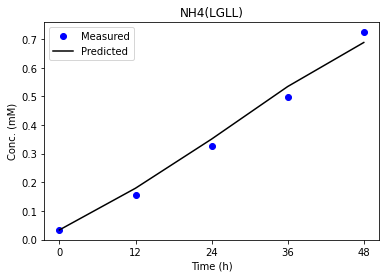 NH4(LGLL)
Measured
Predicted
Conc. (mM)
0.7
0.6
0.5
0.4
0.3
0.2
0.1
0.0
0 12 24 36 48
Time (h)